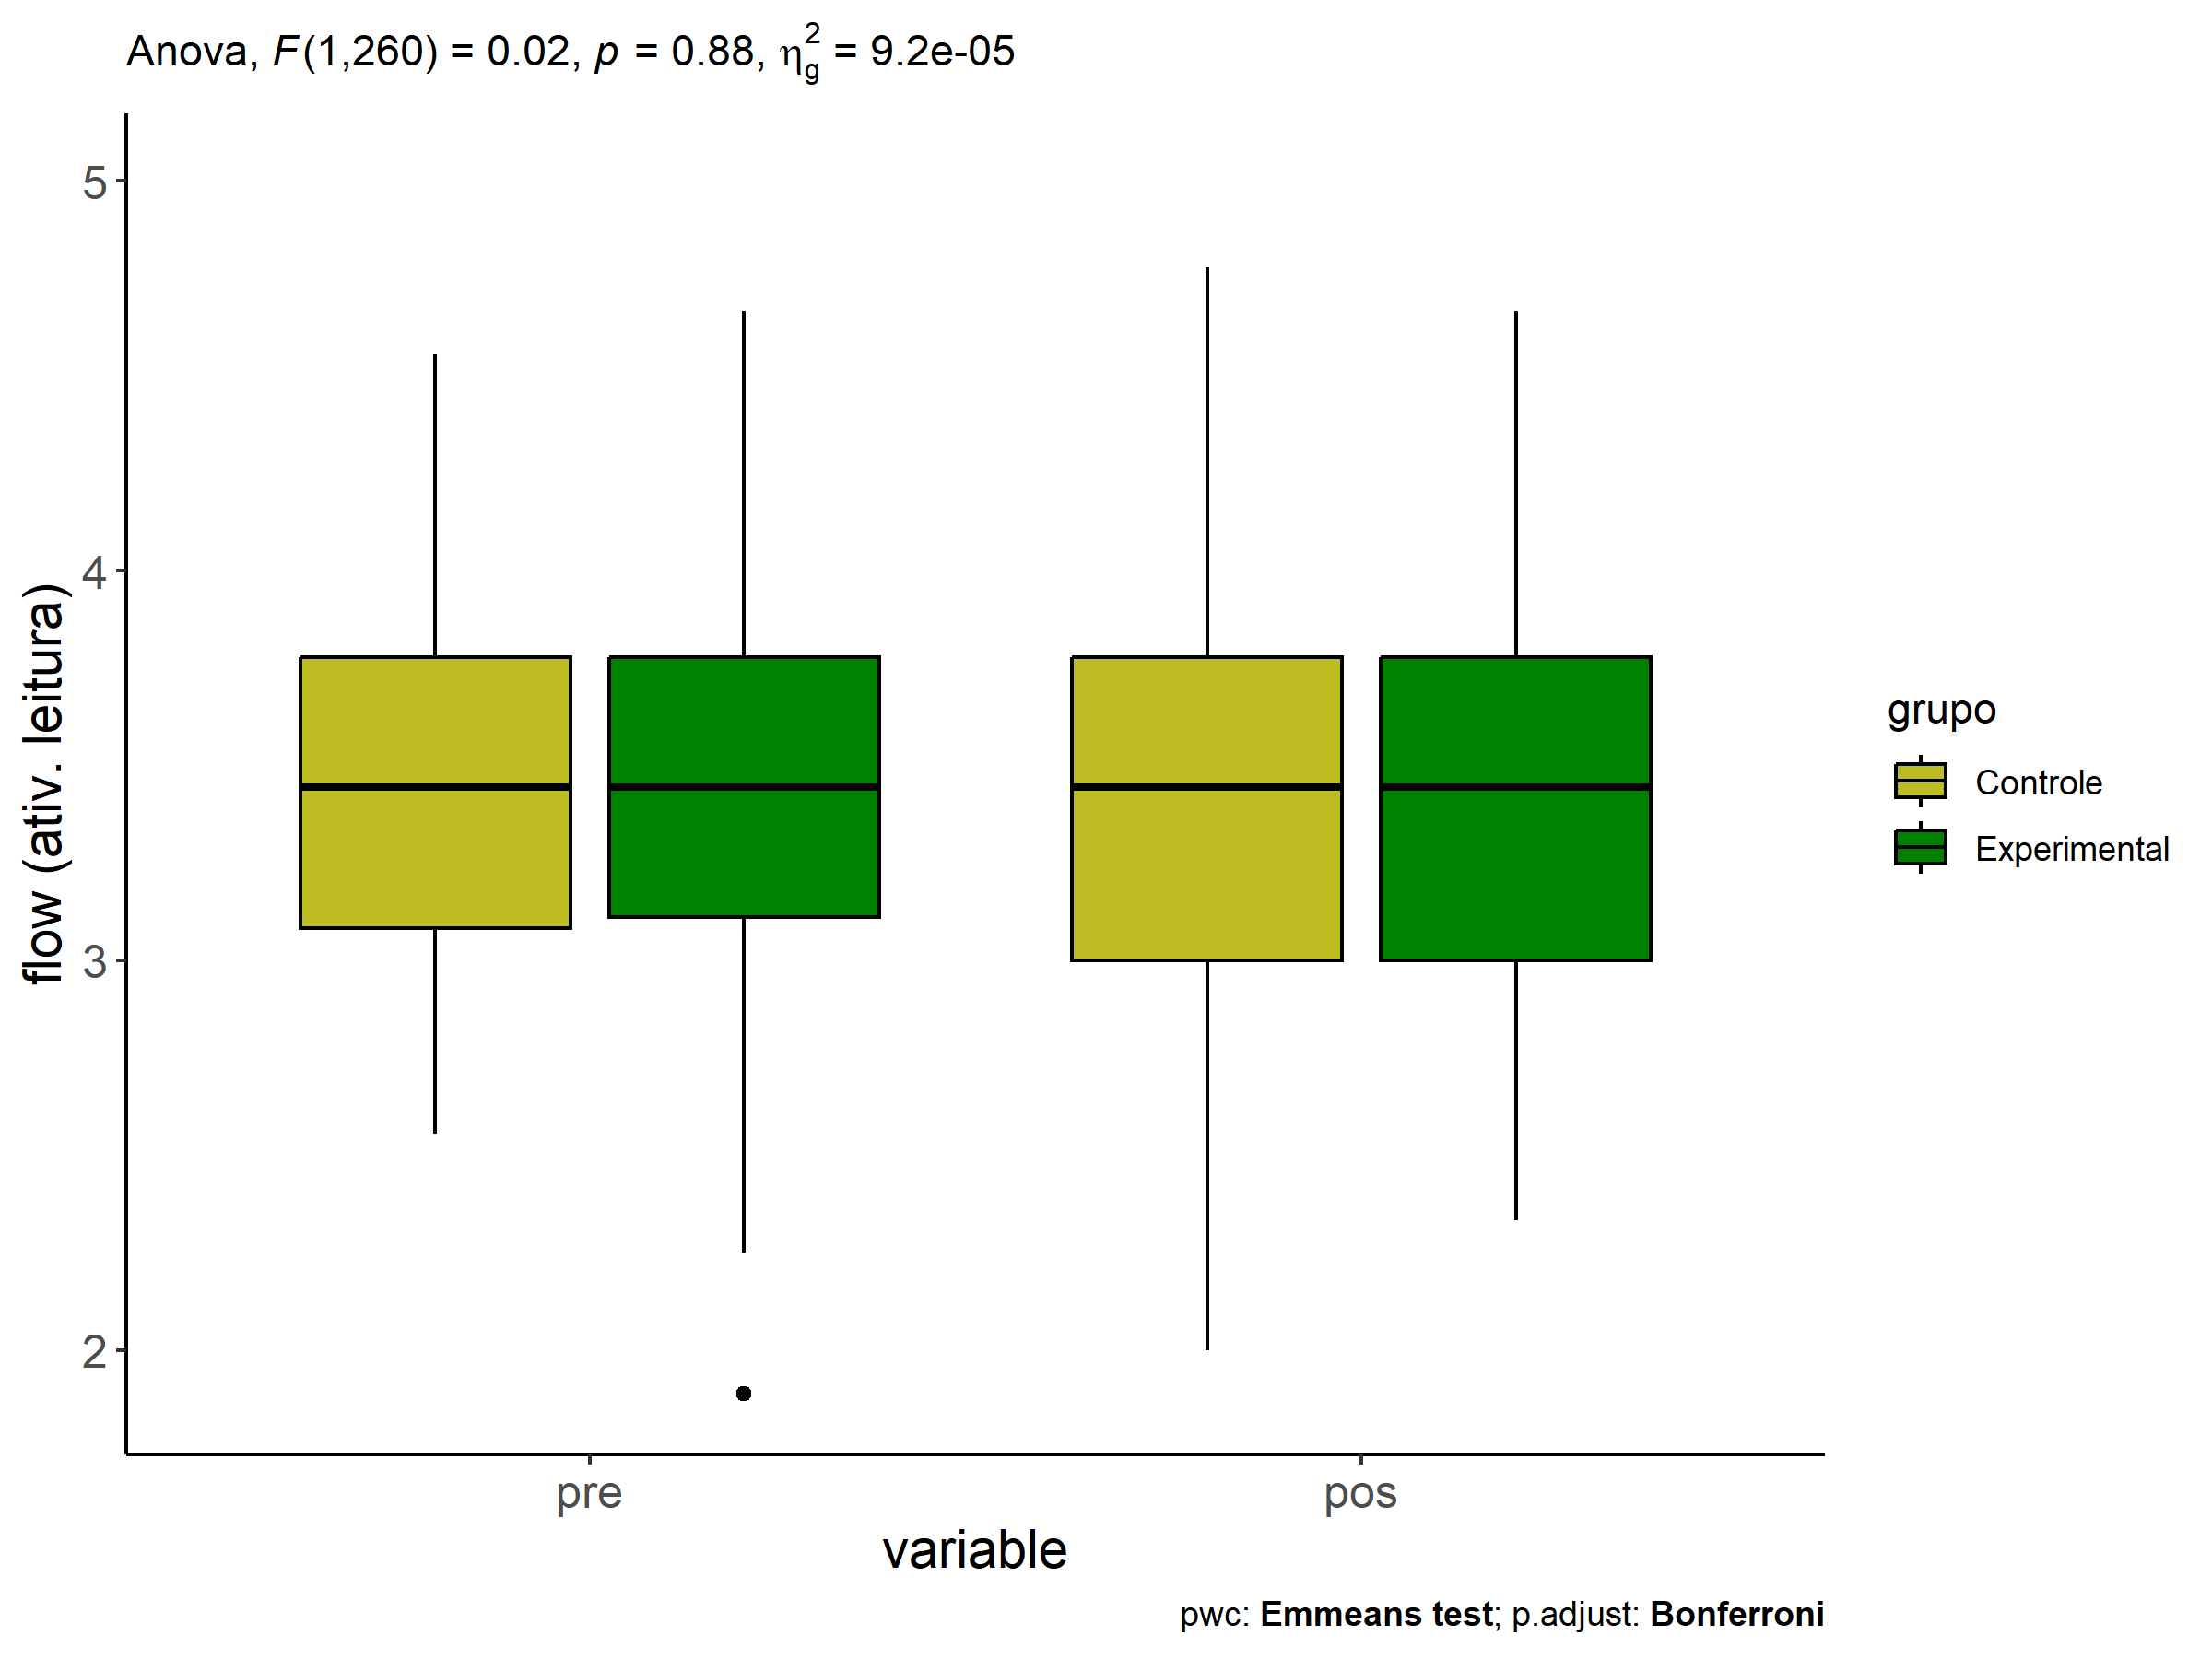 Anova, F(1,260) = 0.02, p = 0.88, η²g = 9.2e-05
flow (ativ. leitura)
5
4
3
2
pre
pos
variable
grupo
Controle
Experimental
pwc: Emmeans test; p.adjust: Bonferroni